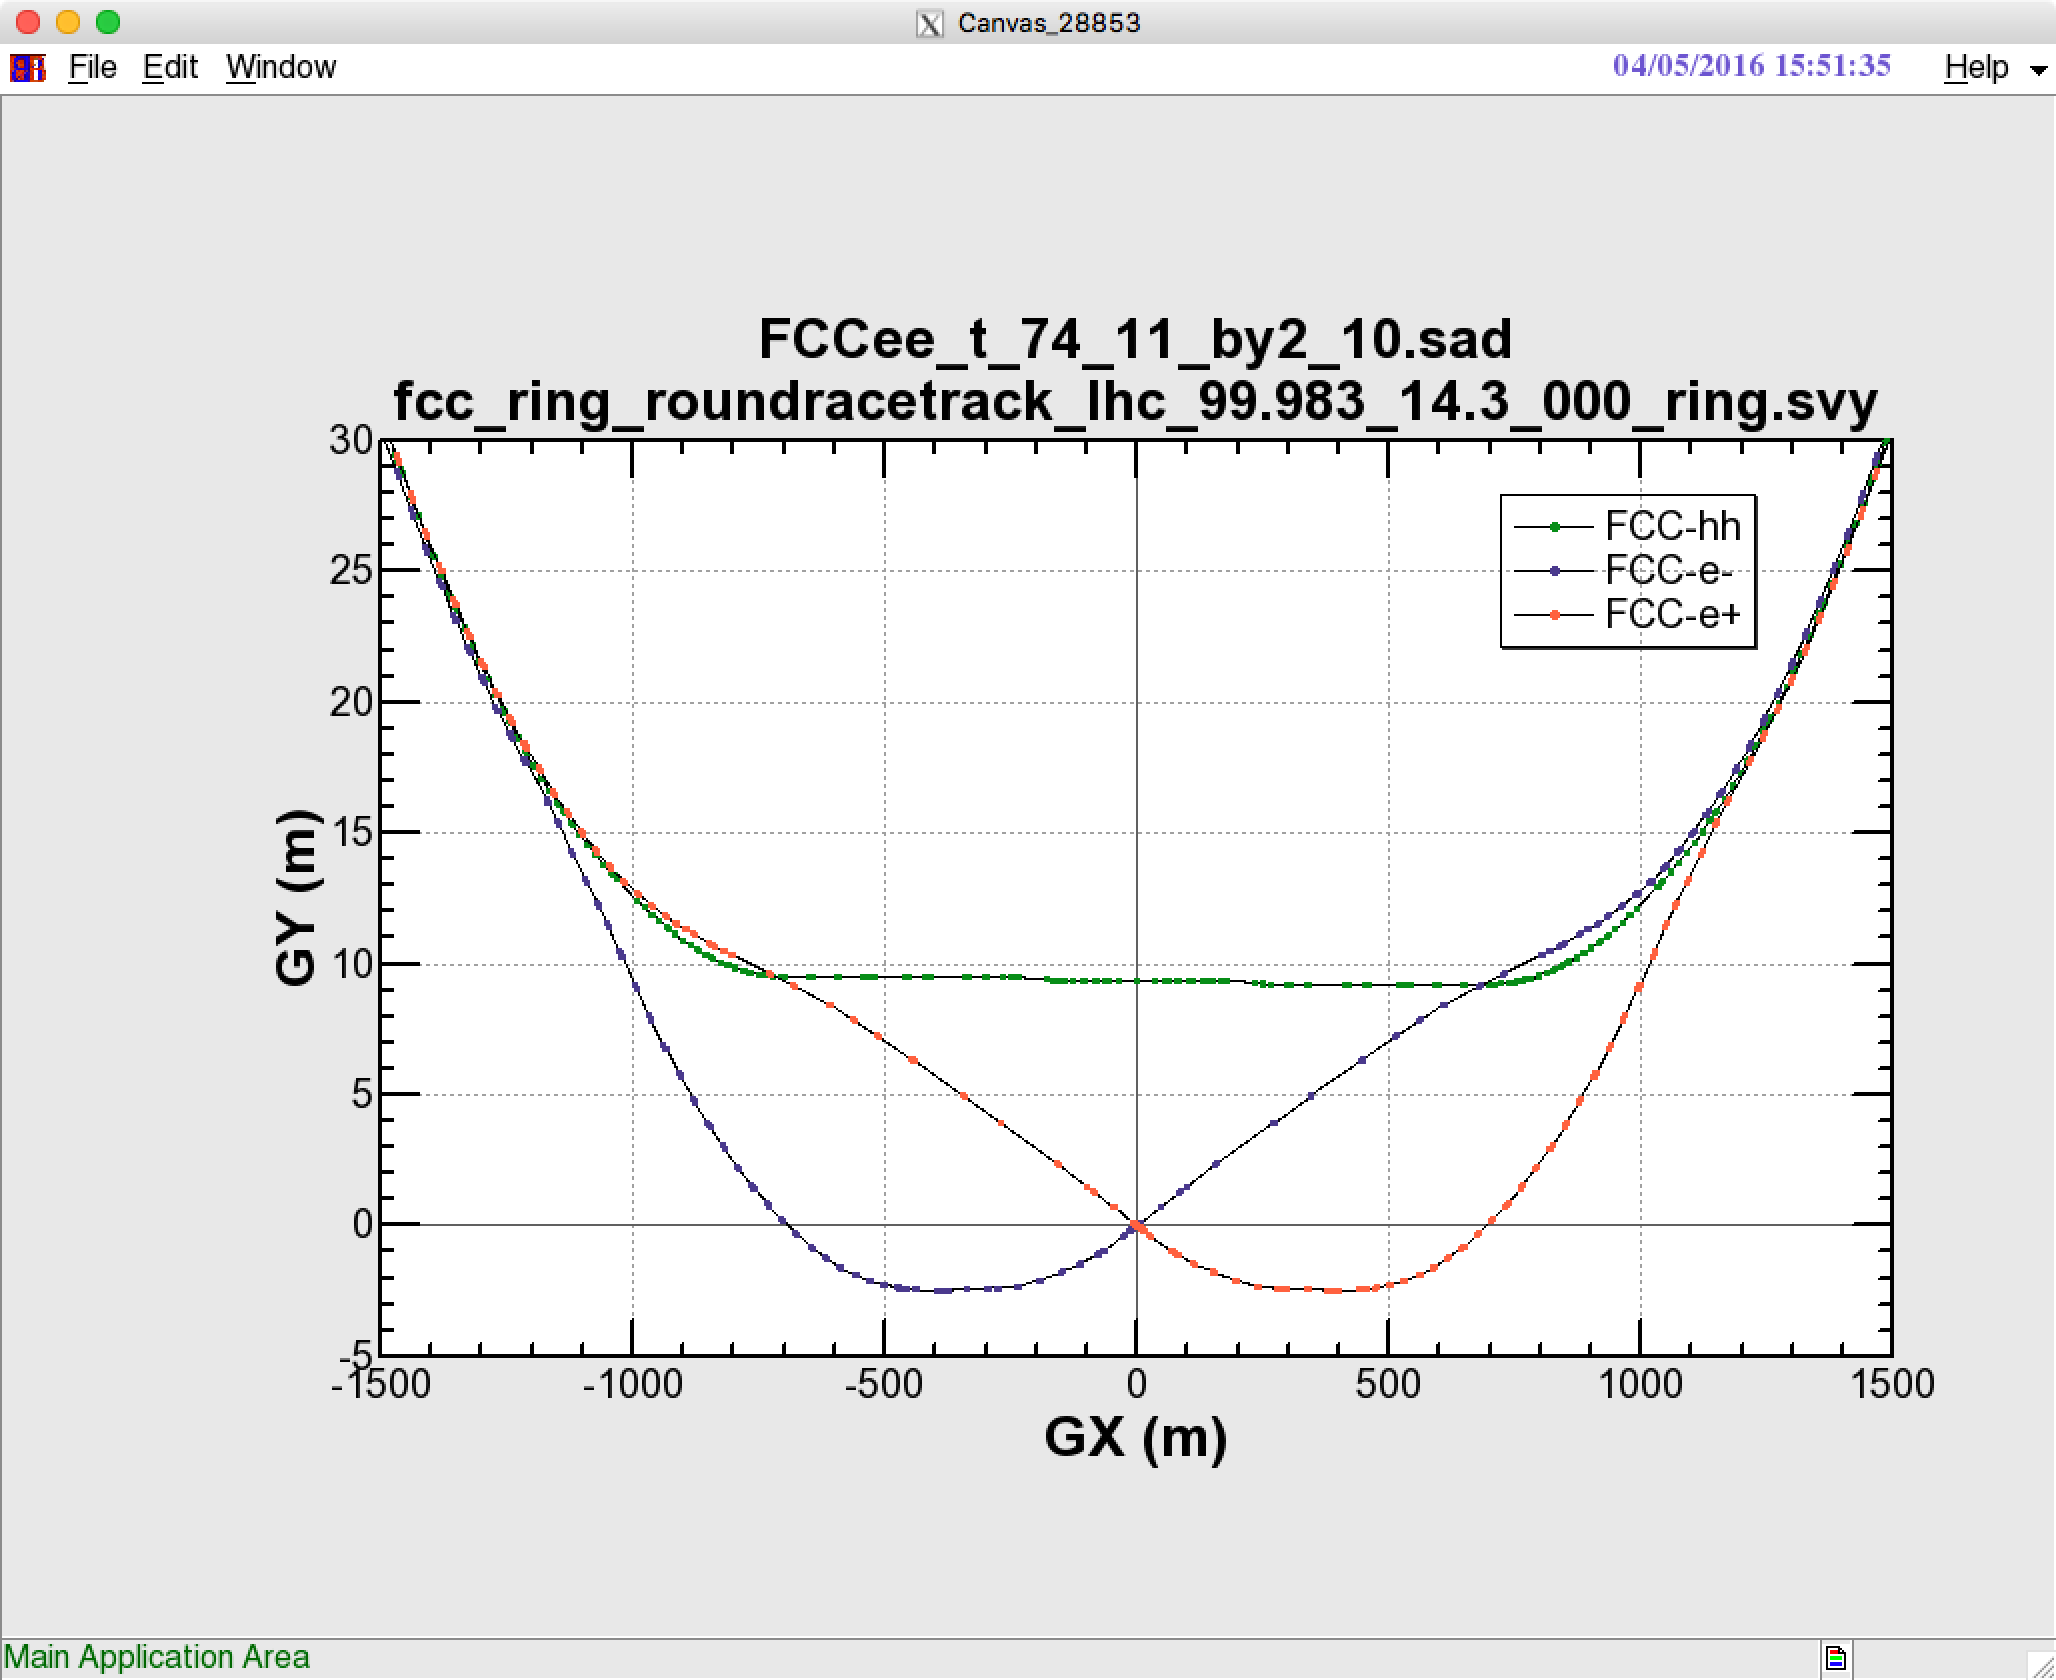 Canvas_28853
File Edit Window 04/05/2016 15:51:35 Help
FCCee_t_74_11_by2_10.sad
fcc_ring_roundracetrack_lhc_99.983_14.3_000_ring.svy
30
25
20
15
10
5
0
-5
GY (m)
FCC-hh
FCC-e-
FCC-e+
-1500 -1000 -500 0 500 1000 1500
GX (m)
Main Application Area